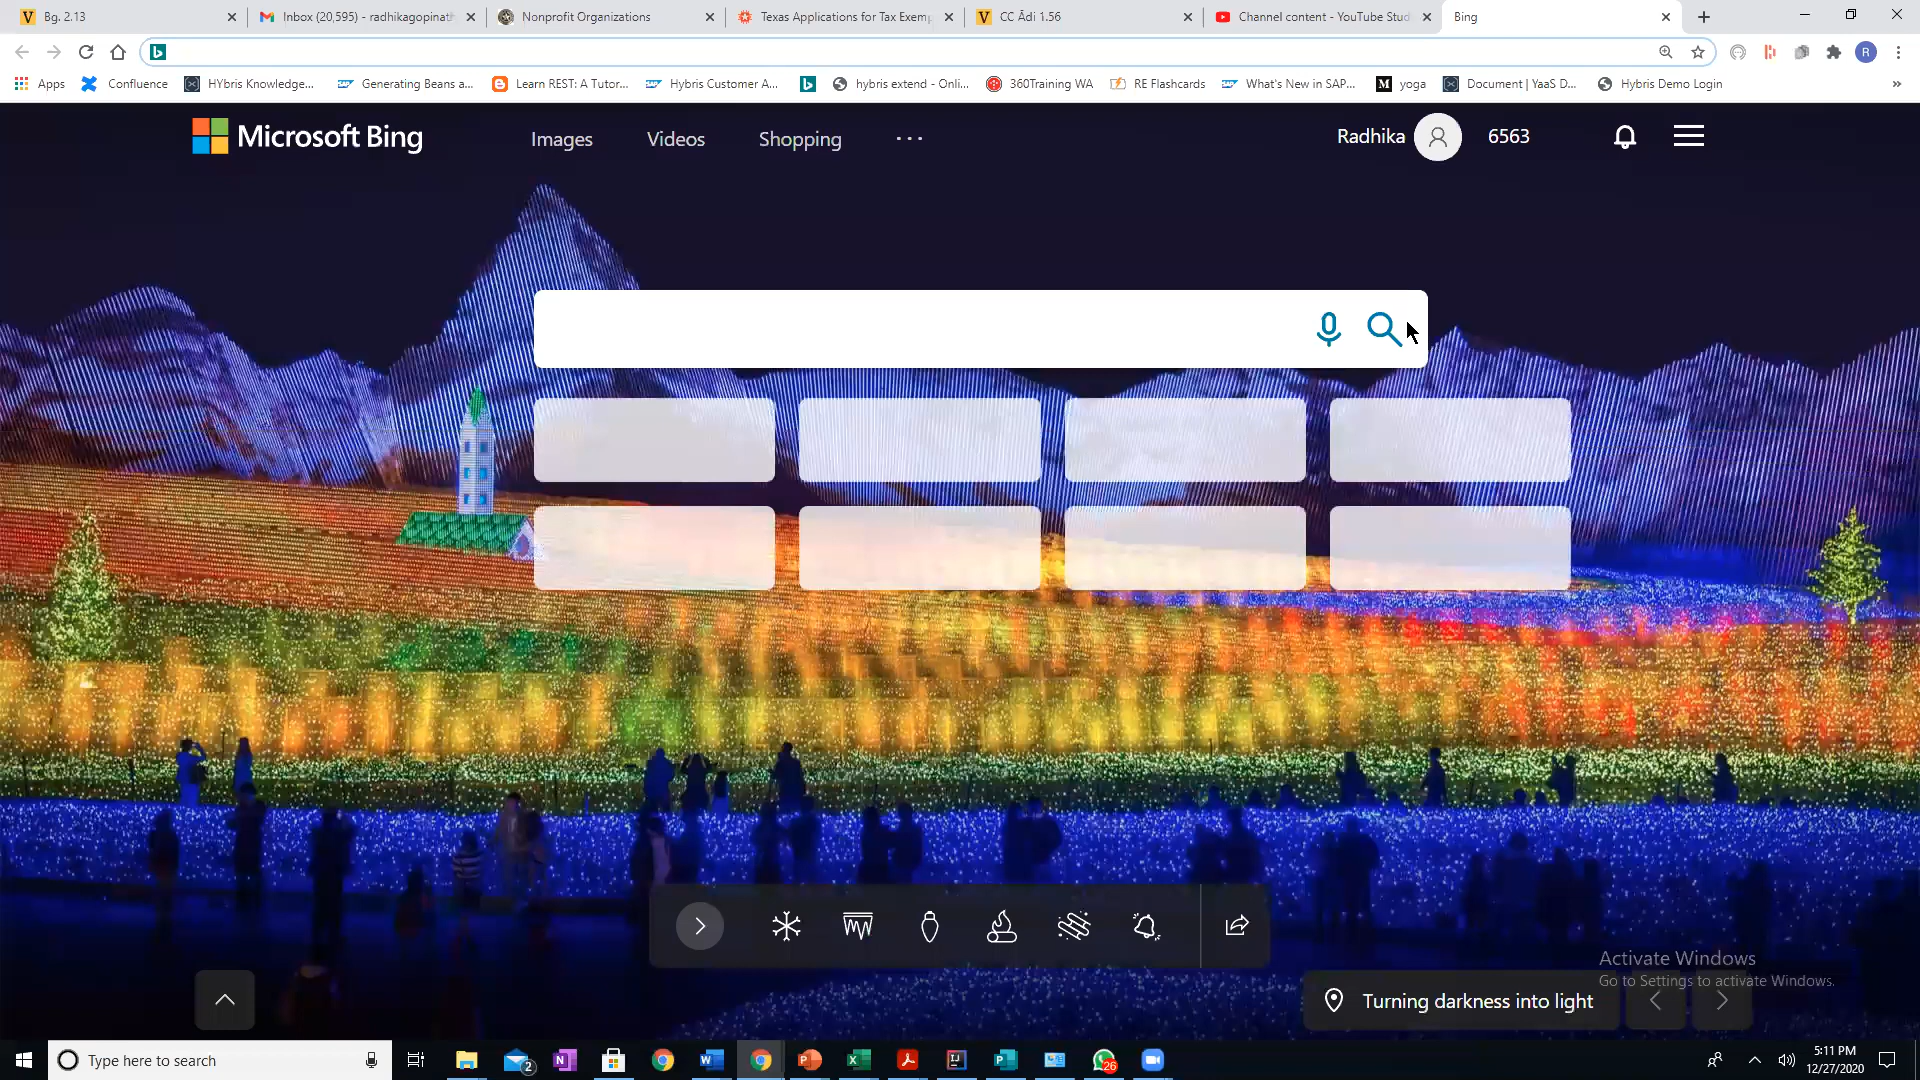 Bg. 2.13
Inbox (20,595) - radhikagopinath
Nonprofit Organizations
Texas Applications for Tax Exemp
CC Ādi 1.56
Channel content - YouTube Stud
Bing
R
Apps
Confluence
HYbris Knowledge...
Generating Beans a...
Learn REST: A Tutor...
Hybris Customer A...
hybris extend - Onli...
360Training WA
RE Flashcards
What's New in SAP...
yoga
Document | YaaS D...
Hybris Demo Login
Microsoft Bing
Images
Videos
Shopping
Radhika
6563
Activate Windows
Go to Settings to activate Windows.
Turning darkness into light
Type here to search
2
26
5:11 PM
12/27/2020